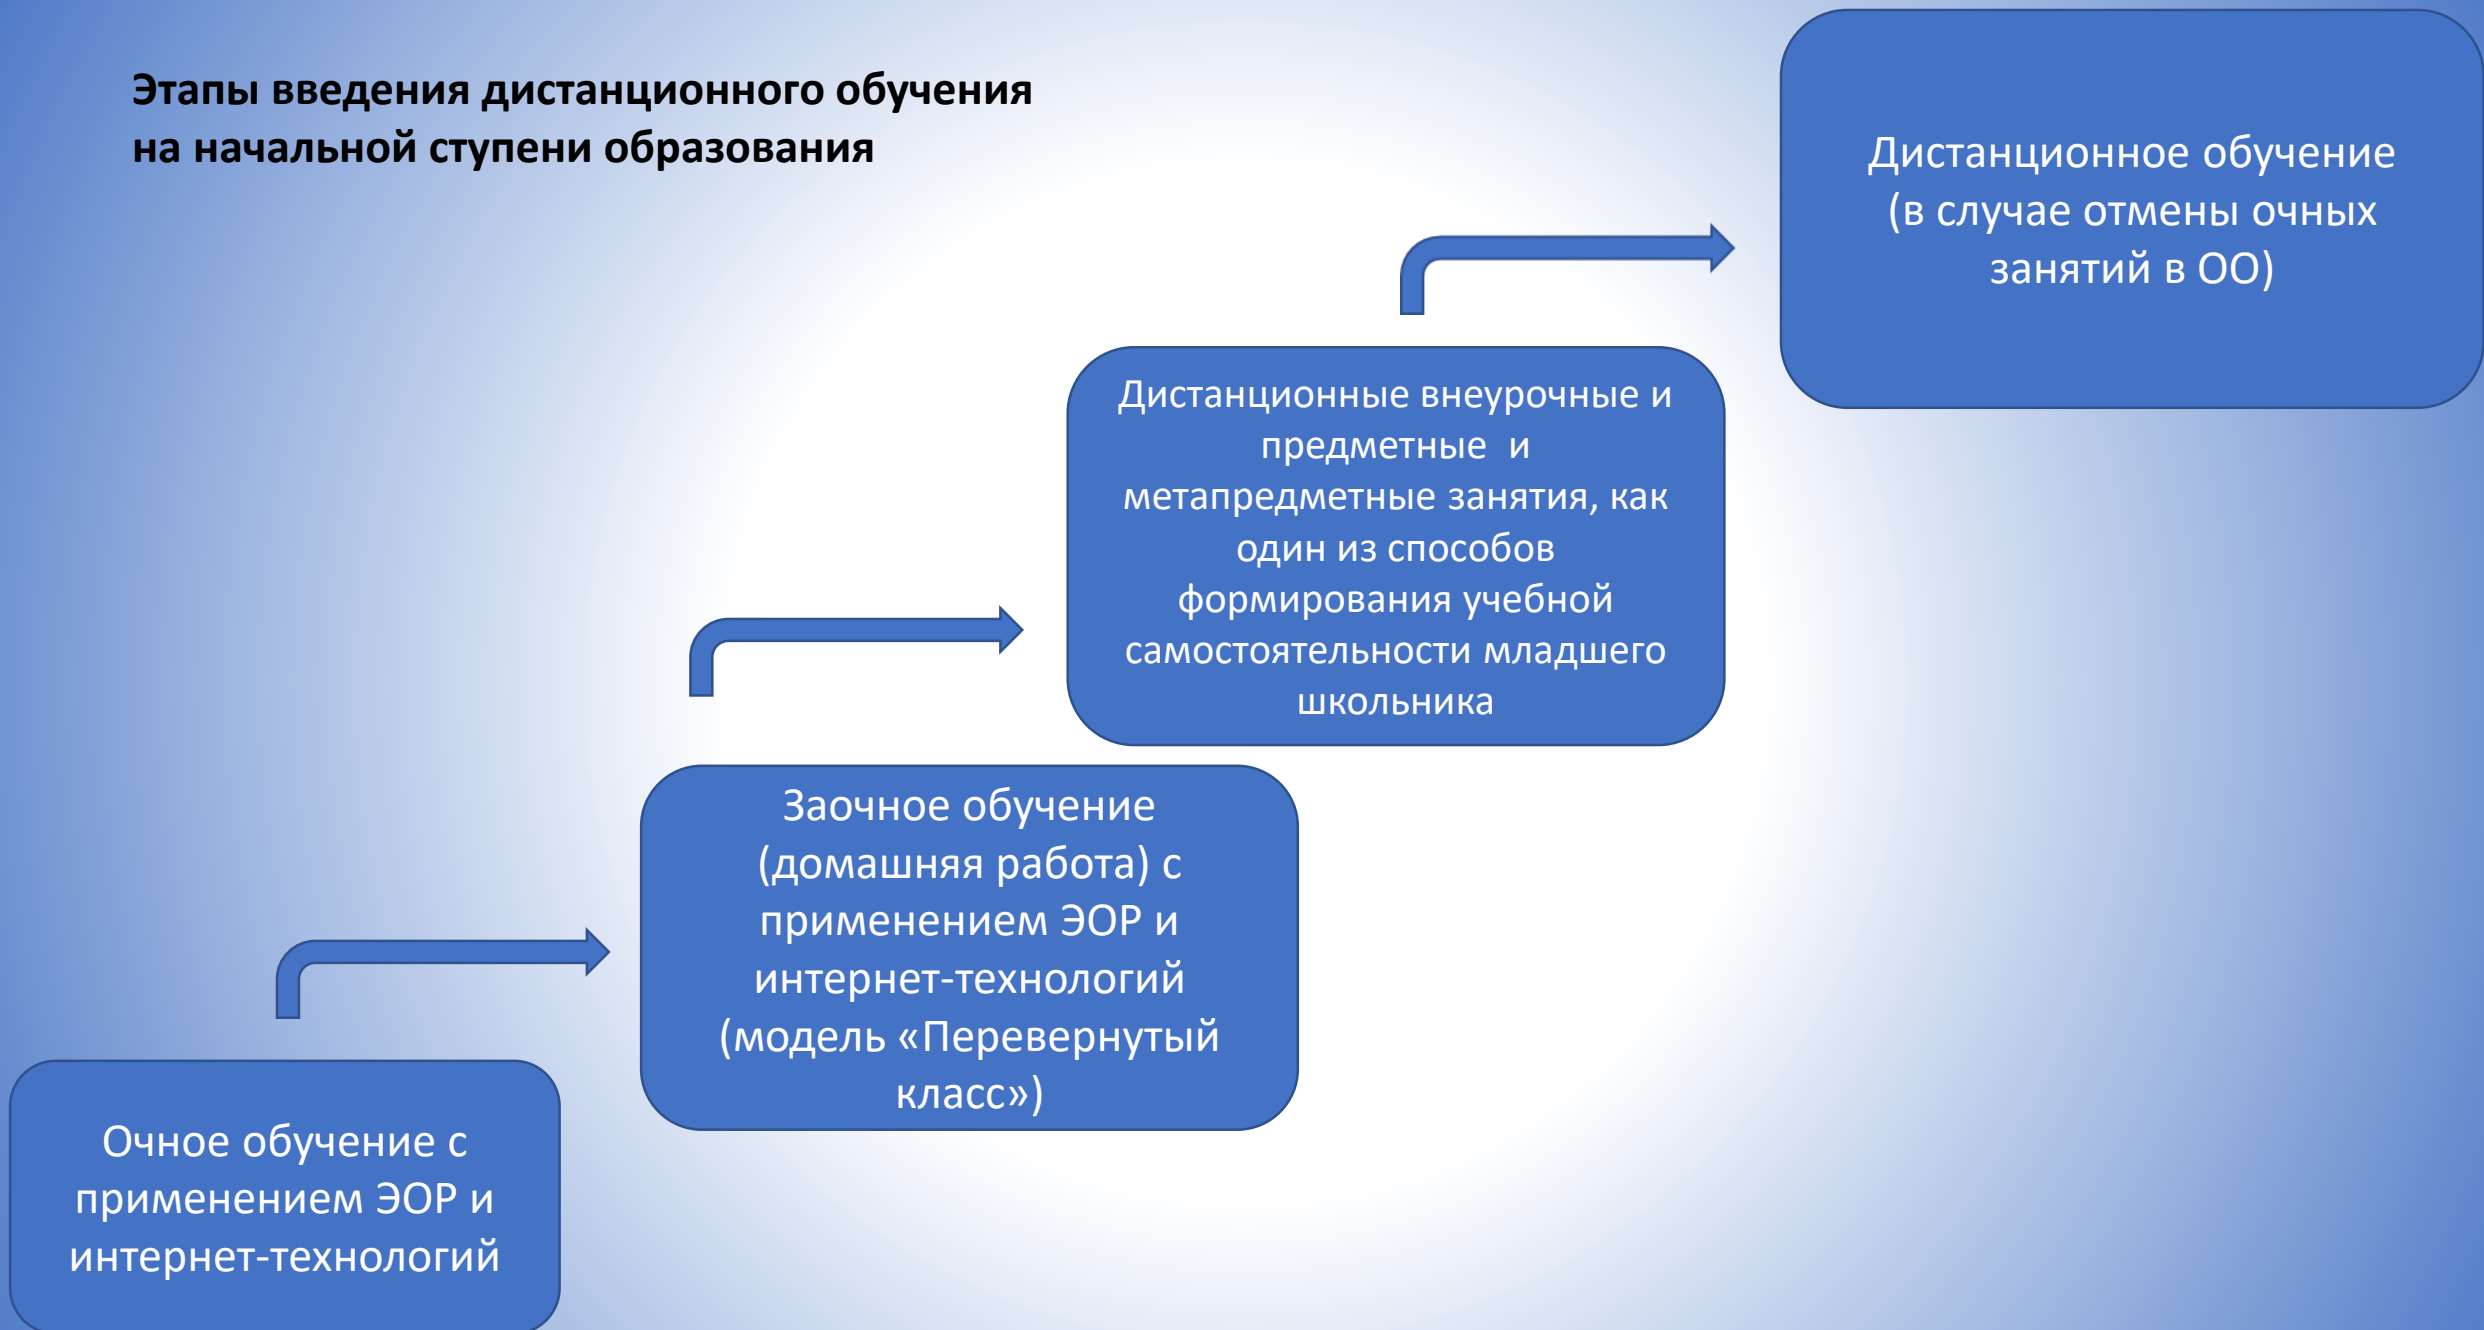 Этапы введения дистанционного обучения
на начальной ступени образования
Дистанционное обучение
(в случае отмены очных
занятий в ОО)
Дистанционные внеурочные и
предметные  и
метапредметные занятия, как
один из способов
формирования учебной
самостоятельности младшего
школьника
Заочное обучение
(домашняя работа) с
применением ЭОР и
интернет-технологий
(модель «Перевернутый
класс»)
Очное обучение с
применением ЭОР и
интернет-технологий